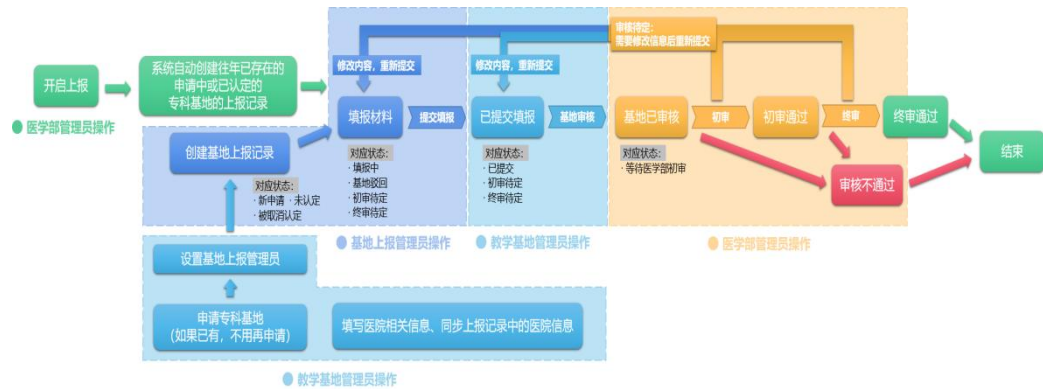 审核待定：
需要修改信息后重新提交
修改内容，重新提交
修改内容，重新提交
开启上报
系统自动创建往年已存在的
申请中或已认定的
专科基地的上报记录
填报材料
提交填报
已提交填报
基地审核
基地已审核
初审
初审通过
终审
终审通过
结束
医学部管理员操作
创建基地上报记录
对应状态：
·新申请 ·未认定
·被取消认定
对应状态：
·填报中
·基地驳回
·初审待定
·终审待定
对应状态：
·已提交
·初审待定
·终审待定
对应状态：
·等待医学部初审
审核不通过
基地上报管理员操作
教学基地管理员操作
医学部管理员操作
设置基地上报管理员
申请专科基地
（如果已有，不用再申请）
填写医院相关信息、同步上报记录中的医院信息
教学基地管理员操作